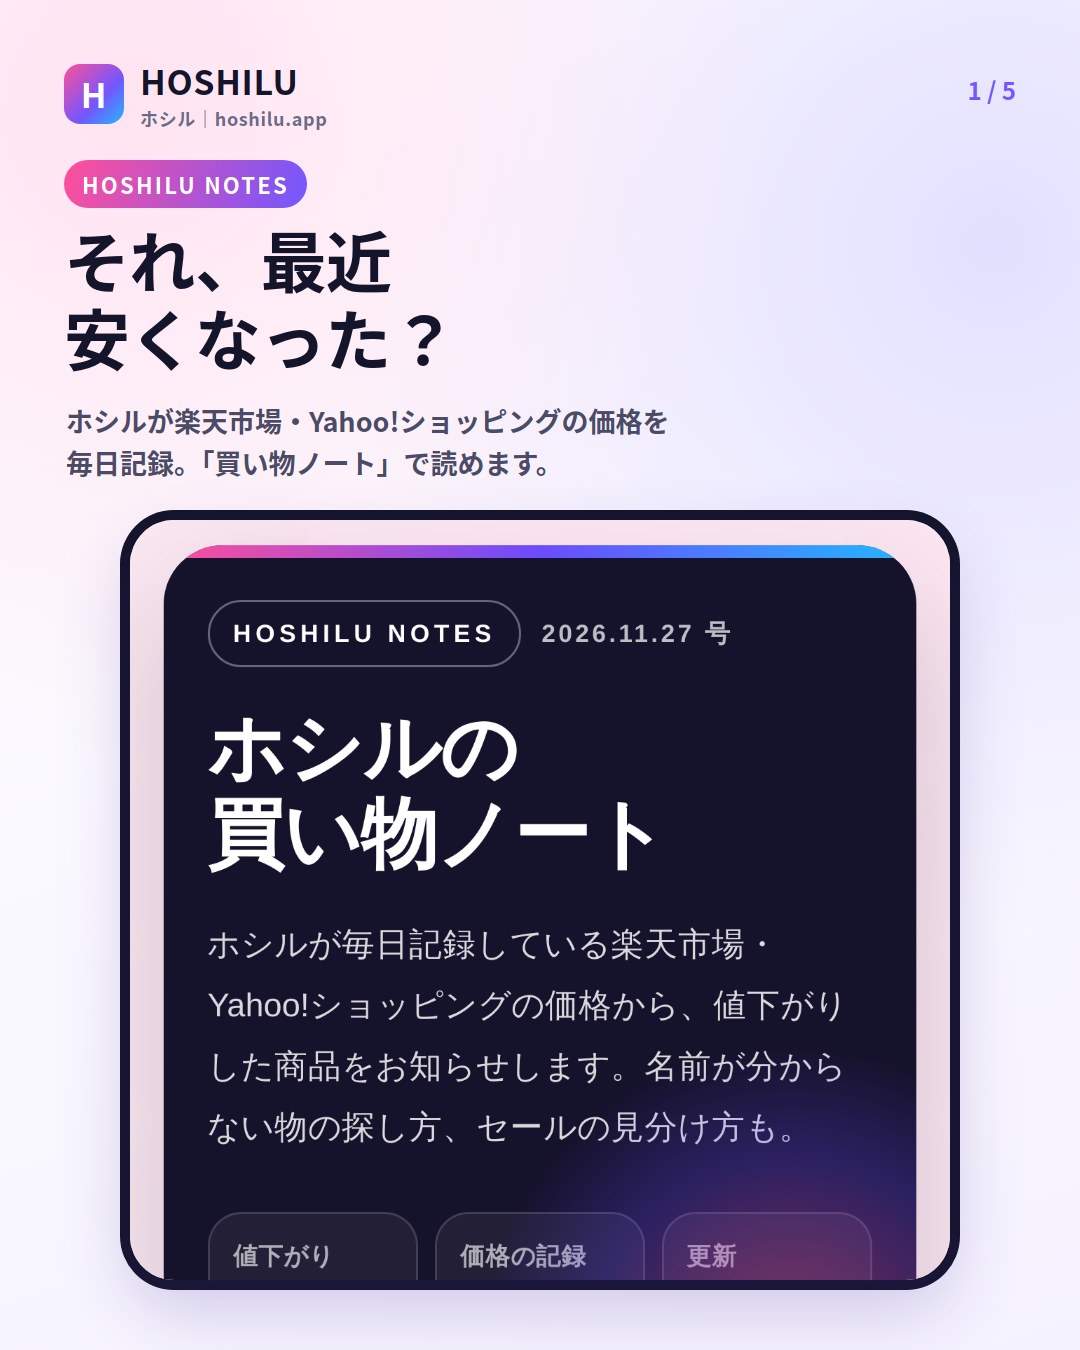 H
HOSHILU
ホシル｜hoshilu.app
1 / 5
HOSHILU NOTES
それ、最近
安くなった？
ホシルが楽天市場・Yahoo!ショッピングの価格を
毎日記録。「買い物ノート」で読めます。
HOSHILU NOTES 2026.11.27 号
ホシルの
買い物ノート
ホシルが毎日記録している楽天市場・
Yahoo!ショッピングの価格から、値下がり
した商品をお知らせします。名前が分から
ない物の探し方、セールの見分け方も。
値下がり 価格の記録 更新